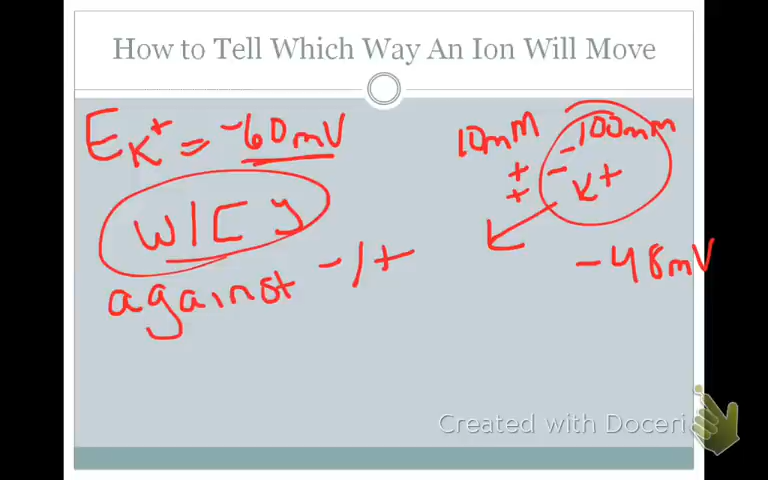 How to Tell Which Way An Ion Will Move
EK+ = -60mV
10mM
100mM
+ -
+ -
K+
against -/+
-48mV
Created with Doceri